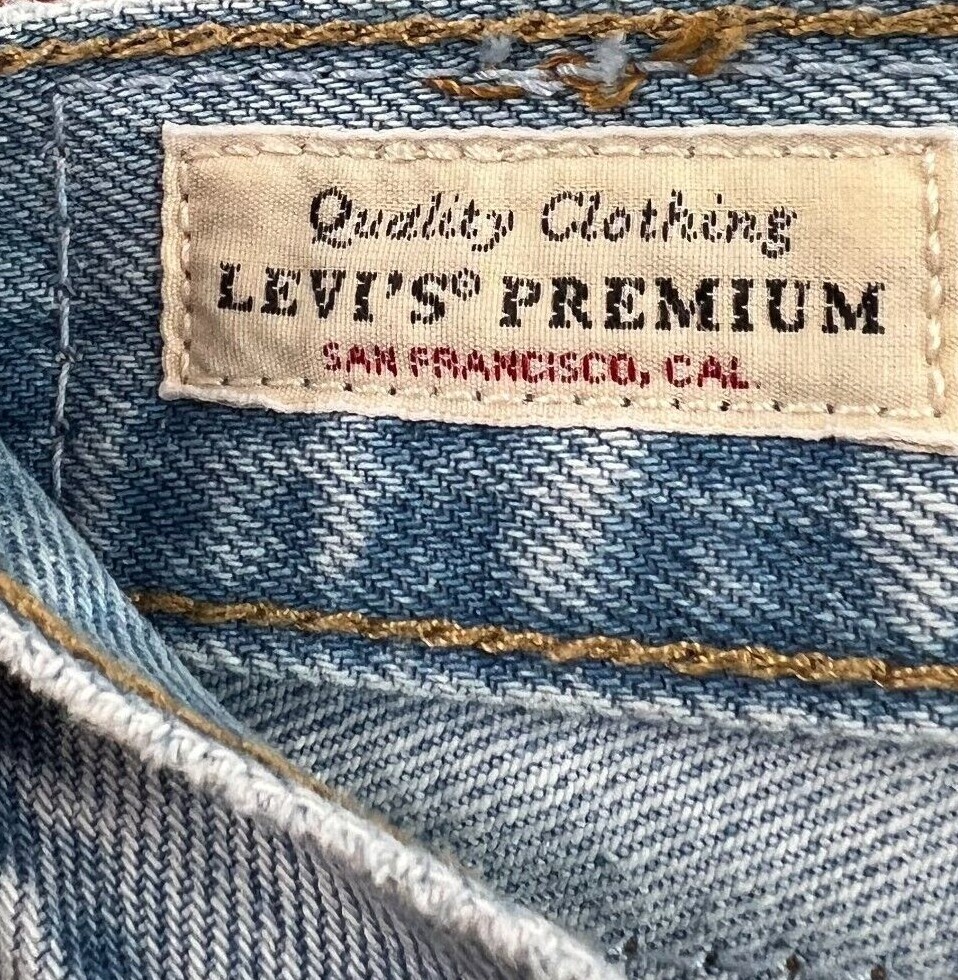 Quality Clothing
LEVI'S® PREMIUM
SAN FRANCISCO, CAL.